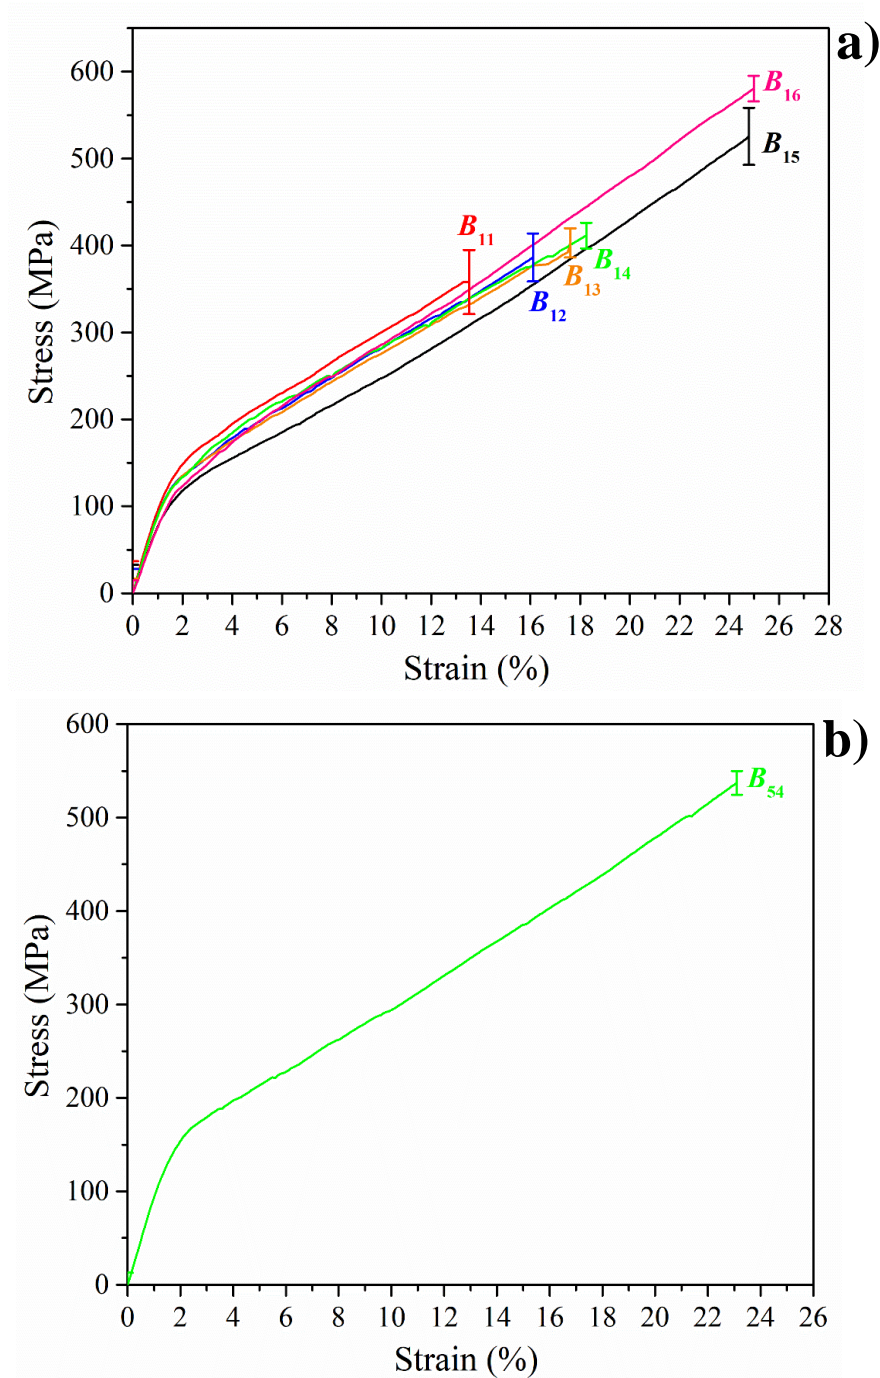 a)
600
500
400
300
200
100
0
Stress (MPa)
B16
B15
B11
B14
B13
B12
0 2 4 6 8 10 12 14 16 18 20 22 24 26 28
Strain (%)
b)
600
500
400
300
200
100
0
Stress (MPa)
B54
0 2 4 6 8 10 12 14 16 18 20 22 24 26
Strain (%)